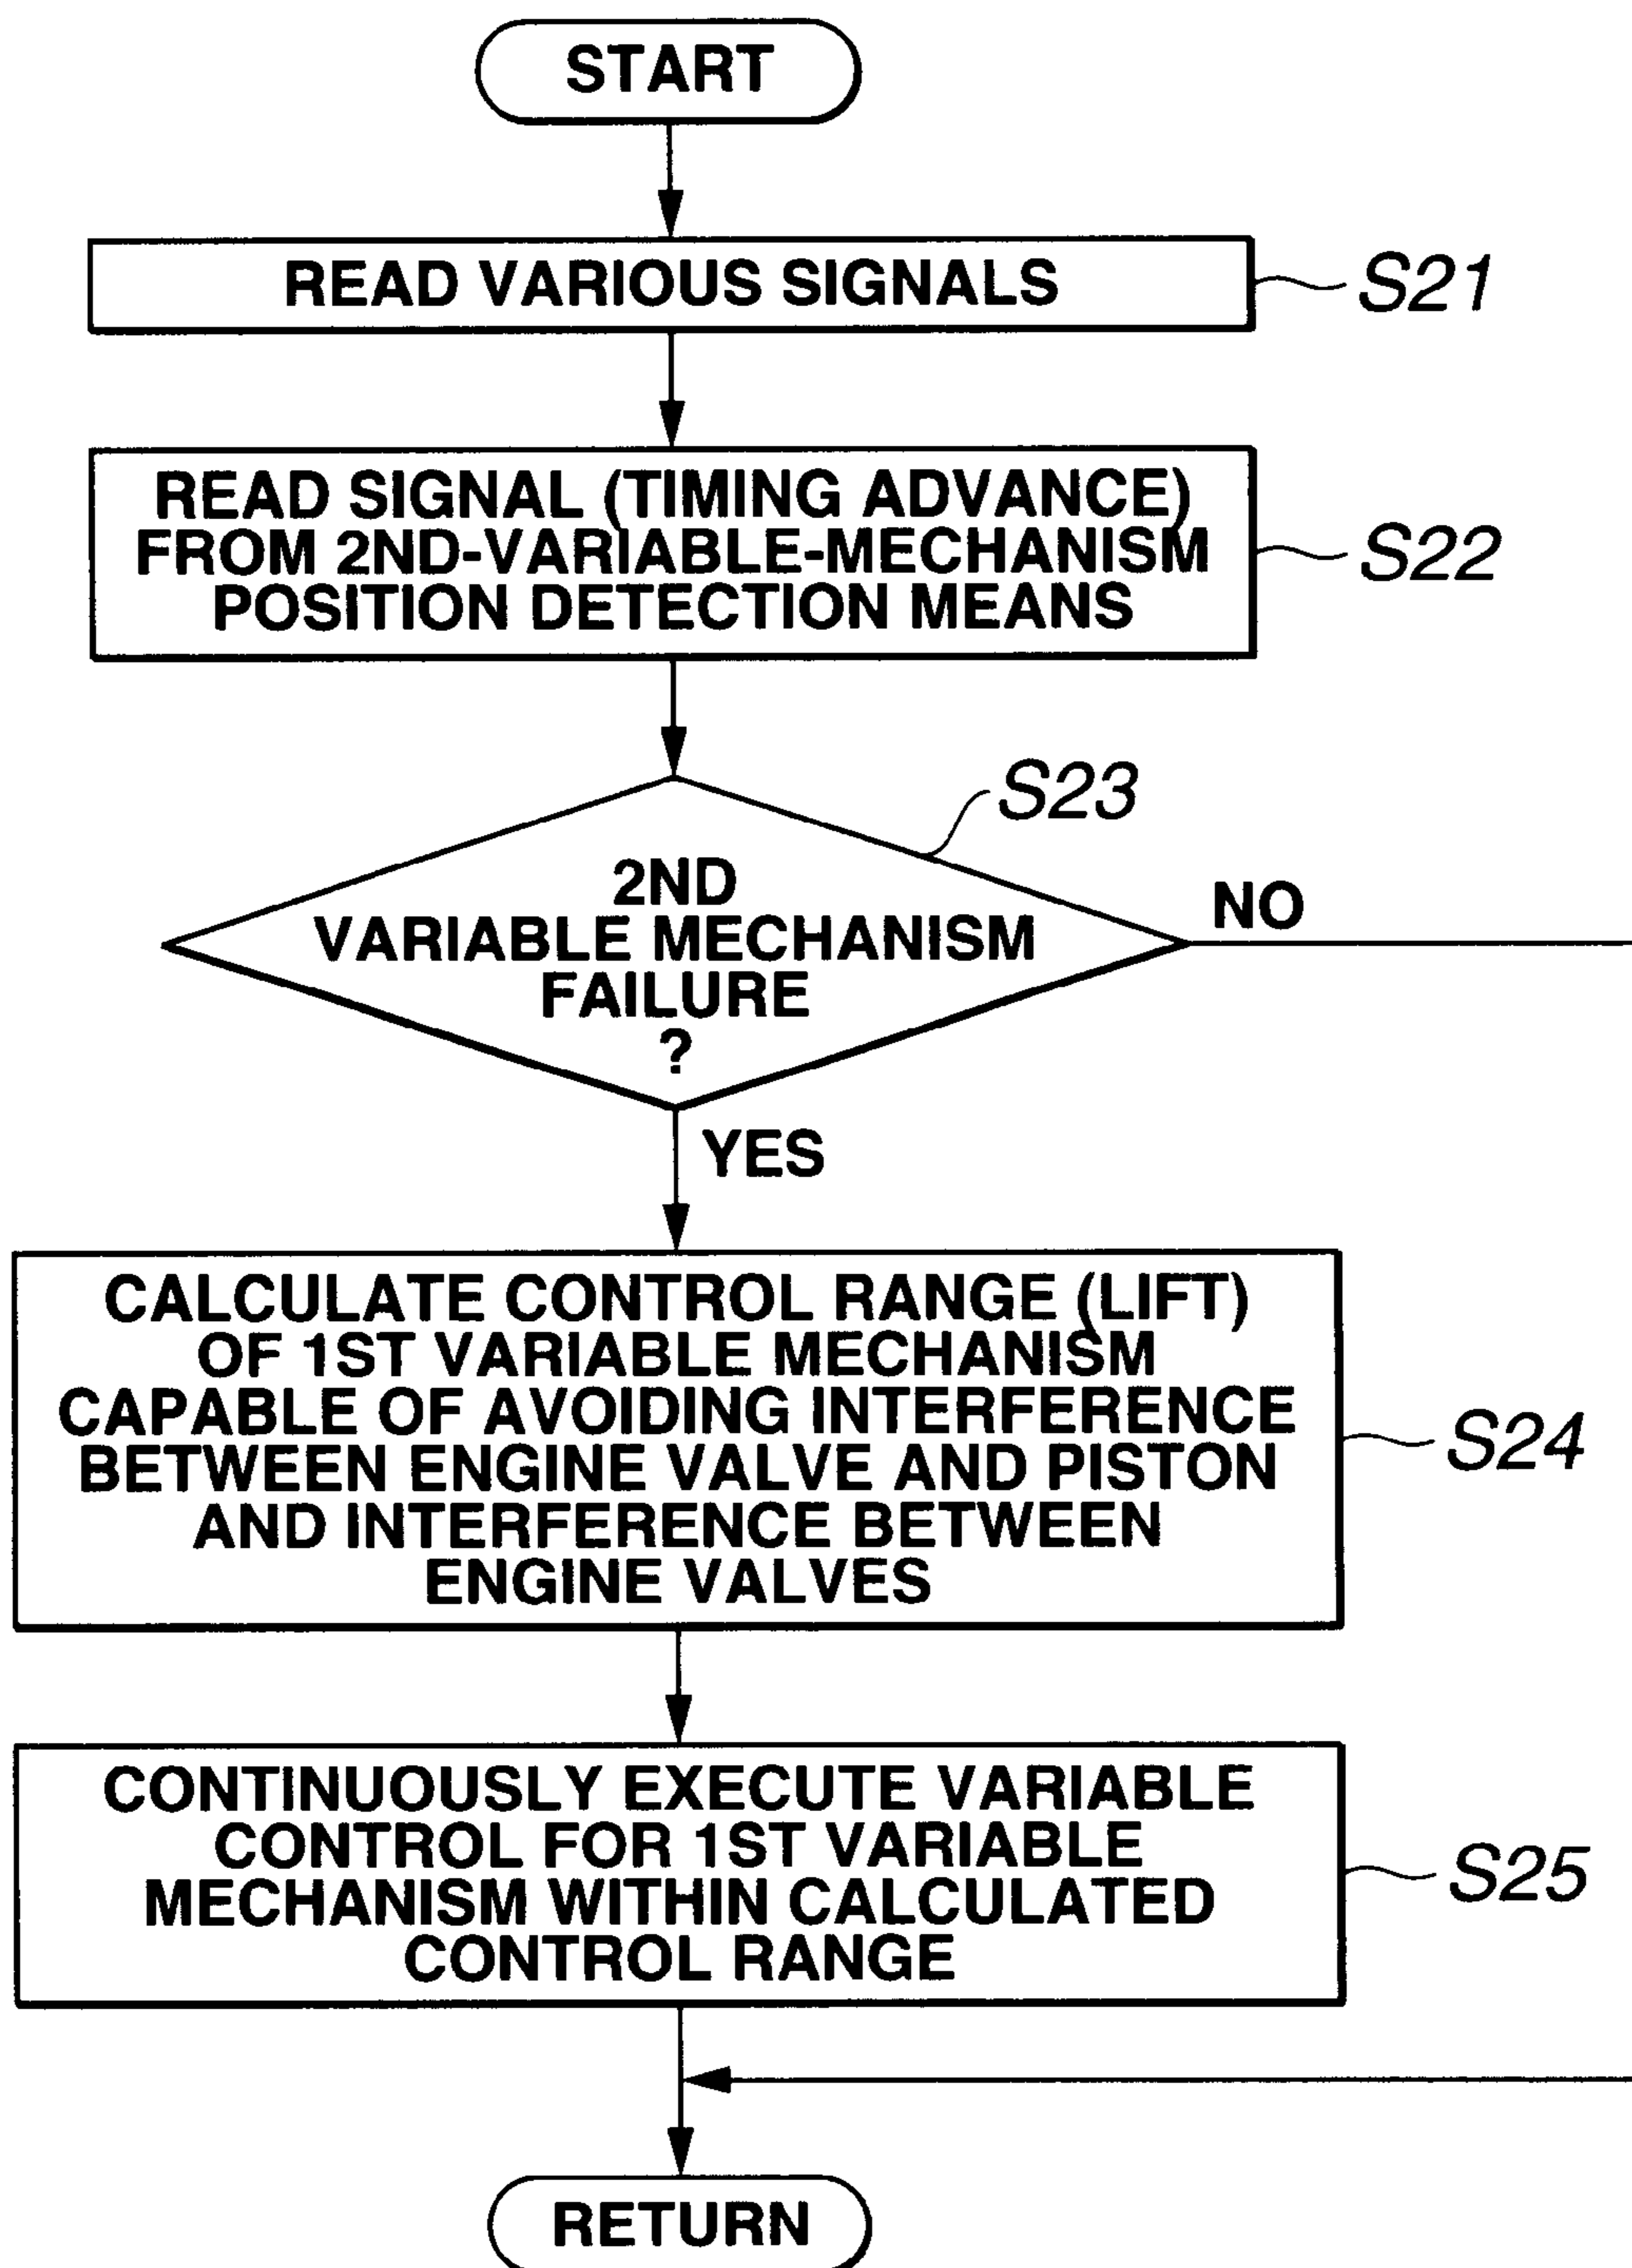 START
READ VARIOUS SIGNALS
S21
READ SIGNAL (TIMING ADVANCE)
FROM 2ND-VARIABLE-MECHANISM
POSITION DETECTION MEANS
S22
S23
2ND
VARIABLE MECHANISM
FAILURE
?
NO
YES
CALCULATE CONTROL RANGE (LIFT)
OF 1ST VARIABLE MECHANISM
CAPABLE OF AVOIDING INTERFERENCE
BETWEEN ENGINE VALVE AND PISTON
AND INTERFERENCE BETWEEN
ENGINE VALVES
S24
CONTINUOUSLY EXECUTE VARIABLE
CONTROL FOR 1ST VARIABLE
MECHANISM WITHIN CALCULATED
CONTROL RANGE
S25
RETURN